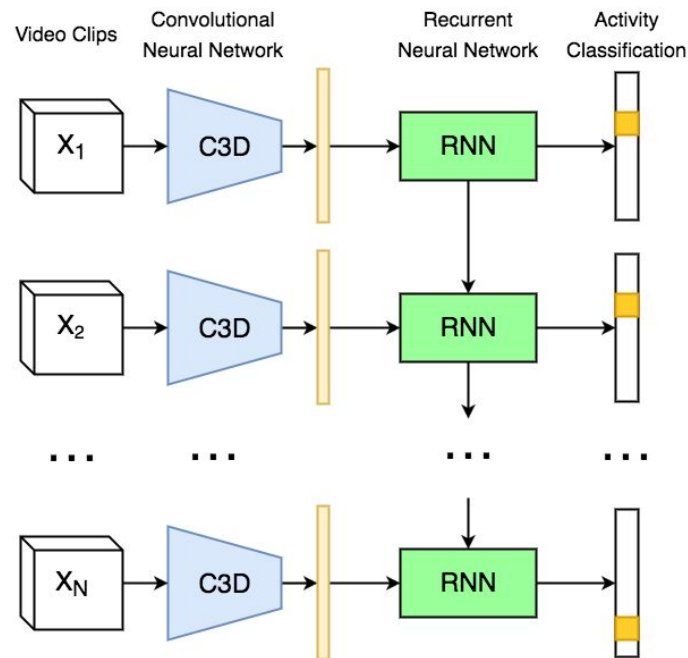 Video Clips
Convolutional
Neural Network
Recurrent
Neural Network
Activity
Classification
X1
C3D
RNN
X2
C3D
RNN
... ... ... ...
XN
C3D
RNN